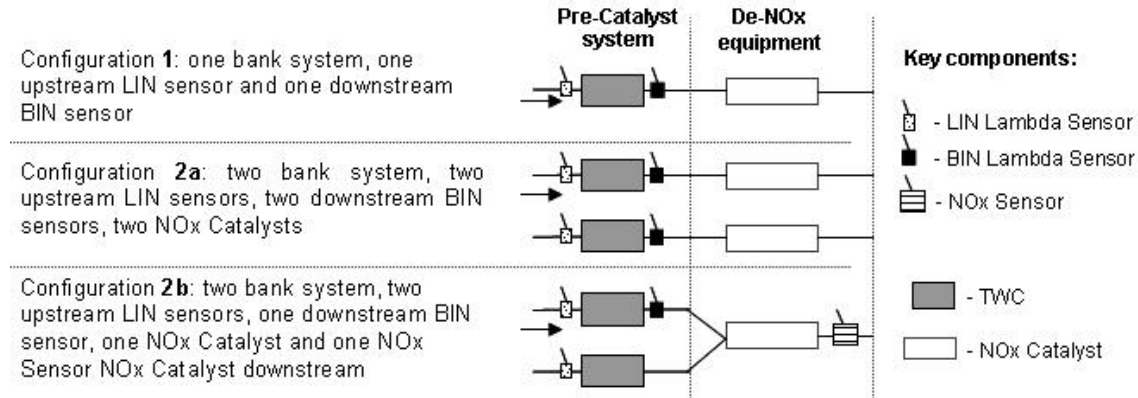 Pre-Catalyst
system
De-NOx
equipment
Configuration 1: one bank system, one
upstream LIN sensor and one downstream
BIN sensor
Configuration 2a: two bank system, two
upstream LIN sensors, two downstream BIN
sensors, two NOx Catalysts
Configuration 2b: two bank system, two
upstream LIN sensors, one downstream BIN
sensor, one NOx Catalyst and one NOx
Sensor NOx Catalyst downstream
Key components:
- LIN Lambda Sensor
- BIN Lambda Sensor
- NOx Sensor
- TWC
- NOx Catalyst